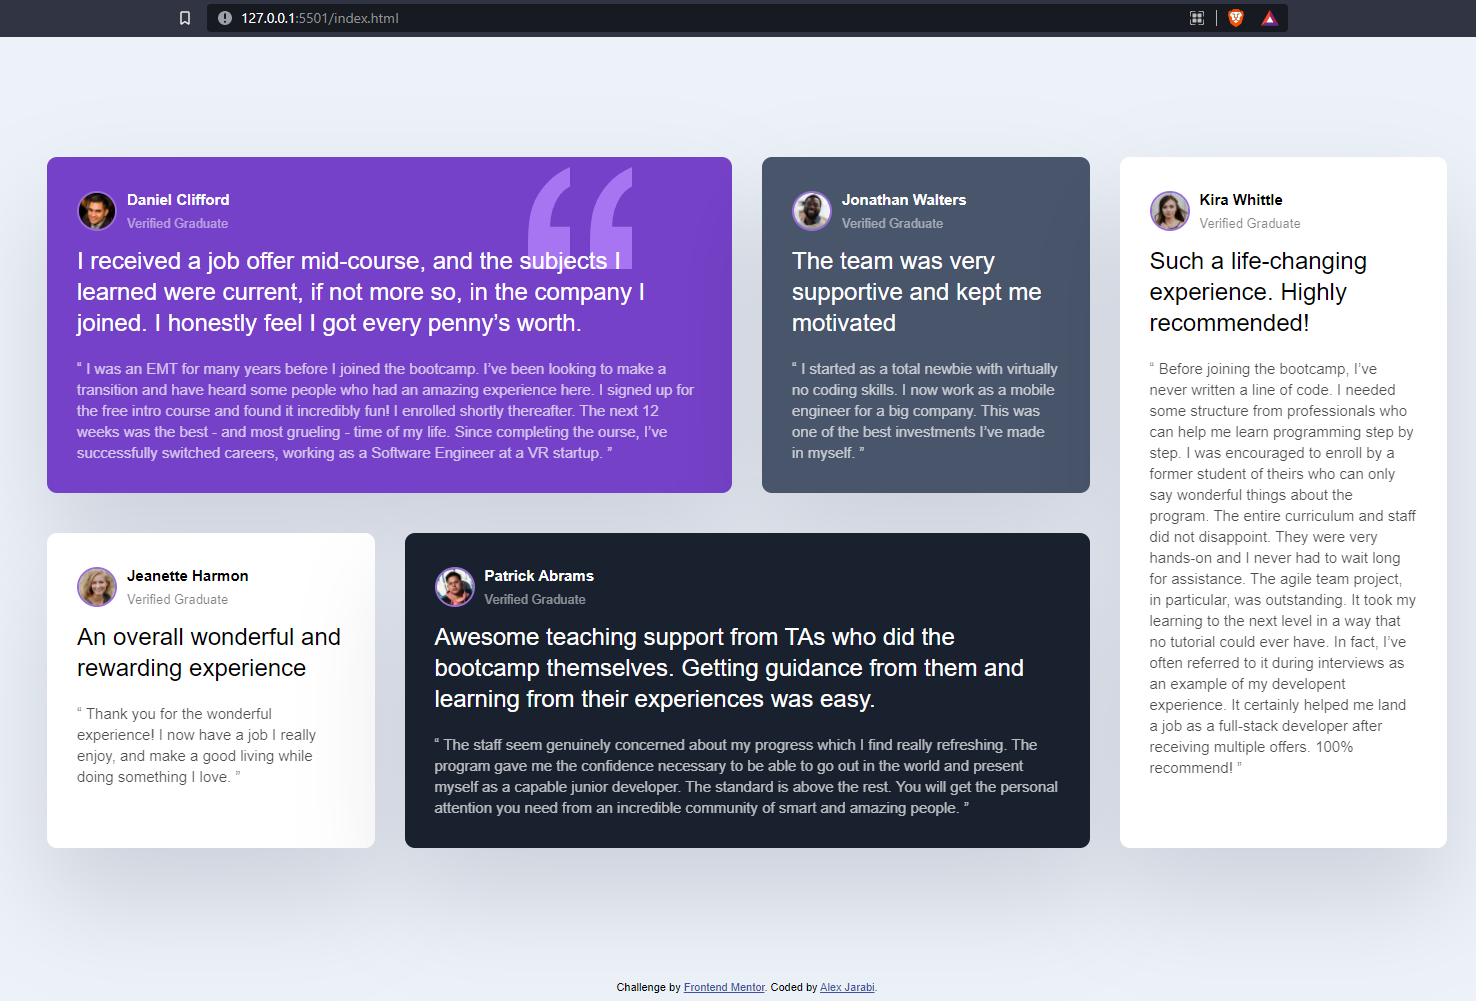 127.0.0.1:5501/index.html
Daniel Clifford
Verified Graduate
I received a job offer mid-course, and the subjects I
learned were current, if not more so, in the company I
joined. I honestly feel I got every penny’s worth.
“ I was an EMT for many years before I joined the bootcamp. I’ve been looking to make a
transition and have heard some people who had an amazing experience here. I signed up for
the free intro course and found it incredibly fun! I enrolled shortly thereafter. The next 12
weeks was the best - and most grueling - time of my life. Since completing the ourse, I’ve
successfully switched careers, working as a Software Engineer at a VR startup. ”
Jonathan Walters
Verified Graduate
The team was very
supportive and kept me
motivated
“ I started as a total newbie with virtually
no coding skills. I now work as a mobile
engineer for a big company. This was
one of the best investments I’ve made
in myself. ”
Kira Whittle
Verified Graduate
Such a life-changing
experience. Highly
recommended!
“ Before joining the bootcamp, I’ve
never written a line of code. I needed
some structure from professionals who
can help me learn programming step by
step. I was encouraged to enroll by a
former student of theirs who can only
say wonderful things about the
program. The entire curriculum and staff
did not disappoint. They were very
hands-on and I never had to wait long
for assistance. The agile team project,
in particular, was outstanding. It took my
learning to the next level in a way that
no tutorial could ever have. In fact, I’ve
often referred to it during interviews as
an example of my developent
experience. It certainly helped me land
a job as a full-stack developer after
receiving multiple offers. 100%
recommend! ”
Jeanette Harmon
Verified Graduate
An overall wonderful and
rewarding experience
“ Thank you for the wonderful
experience! I now have a job I really
enjoy, and make a good living while
doing something I love. ”
Patrick Abrams
Verified Graduate
Awesome teaching support from TAs who did the
bootcamp themselves. Getting guidance from them and
learning from their experiences was easy.
“ The staff seem genuinely concerned about my progress which I find really refreshing. The
program gave me the confidence necessary to be able to go out in the world and present
myself as a capable junior developer. The standard is above the rest. You will get the personal
attention you need from an incredible community of smart and amazing people. ”
Challenge by Frontend Mentor. Coded by Alex Jarabi.